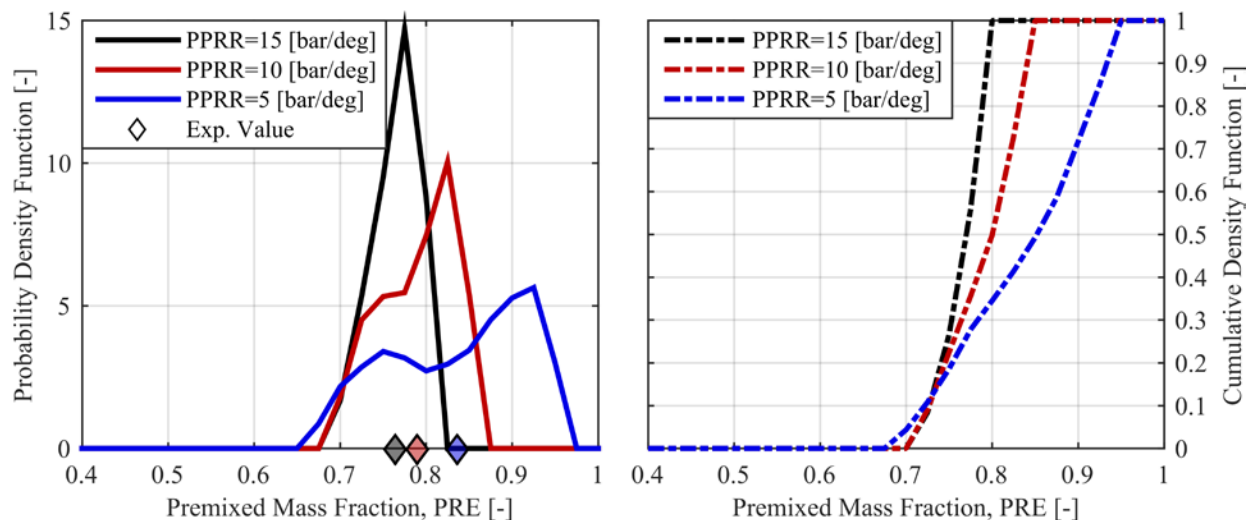 15
10
5
0
Probability Density Function [-]
PPRR=15 [bar/deg]
PPRR=10 [bar/deg]
PPRR=5 [bar/deg]
Exp. Value
0.4
0.5
0.6
0.7
0.8
0.9
1
Premixed Mass Fraction, PRE [-]
PPRR=15 [bar/deg]
PPRR=10 [bar/deg]
PPRR=5 [bar/deg]
1
0.9
0.8
0.7
0.6
0.5
0.4
0.3
0.2
0.1
0
Cumulative Density Function [-]
0.4
0.5
0.6
0.7
0.8
0.9
1
Premixed Mass Fraction, PRE [-]